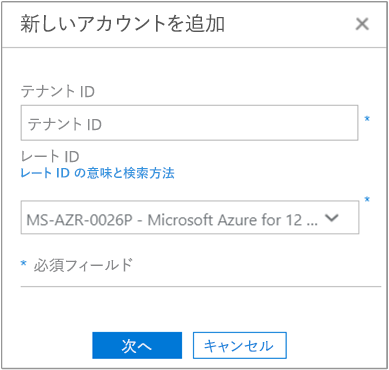 新しいアカウントを追加
テナント ID
テナント ID
*
レート ID
レート ID の意味と検索方法
*
MS-AZR-0026P - Microsoft Azure for 12 ...
* 必須フィールド
次へ
キャンセル